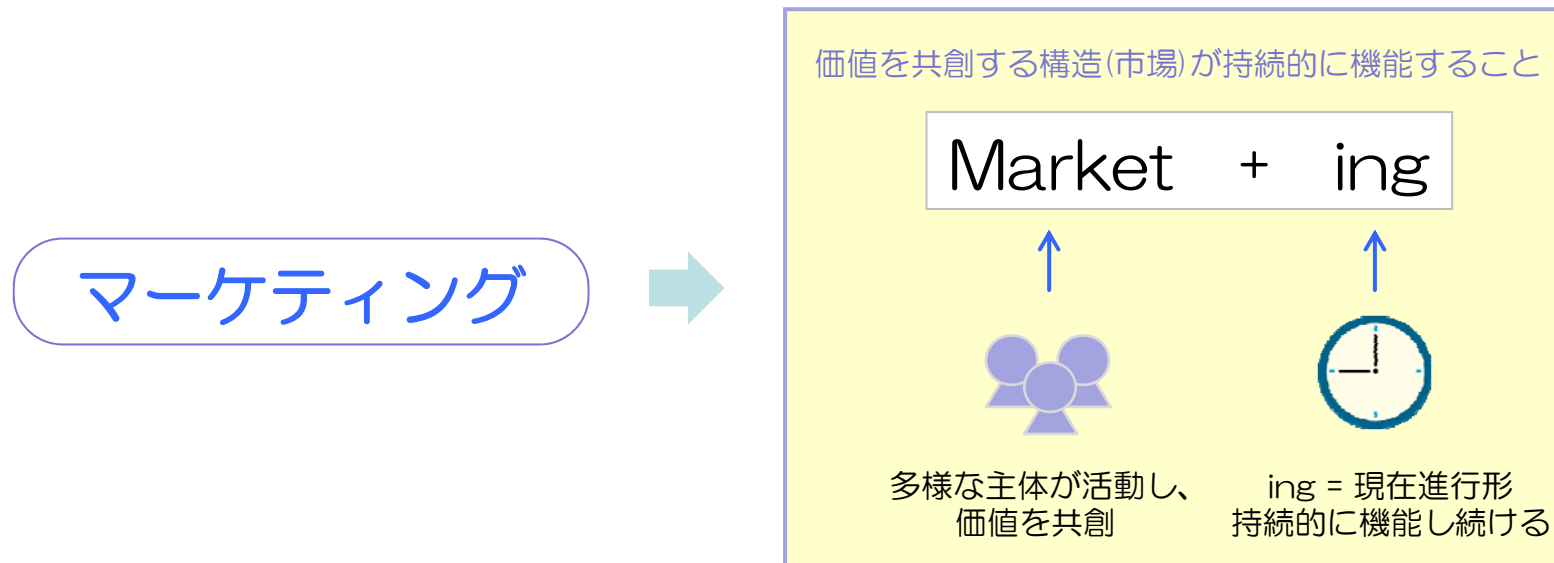 マーケティング
価値を共創する構造(市場)が持続的に機能すること
Market + ing
多様な主体が活動し、
価値を共創
ing = 現在進行形
持続的に機能し続ける